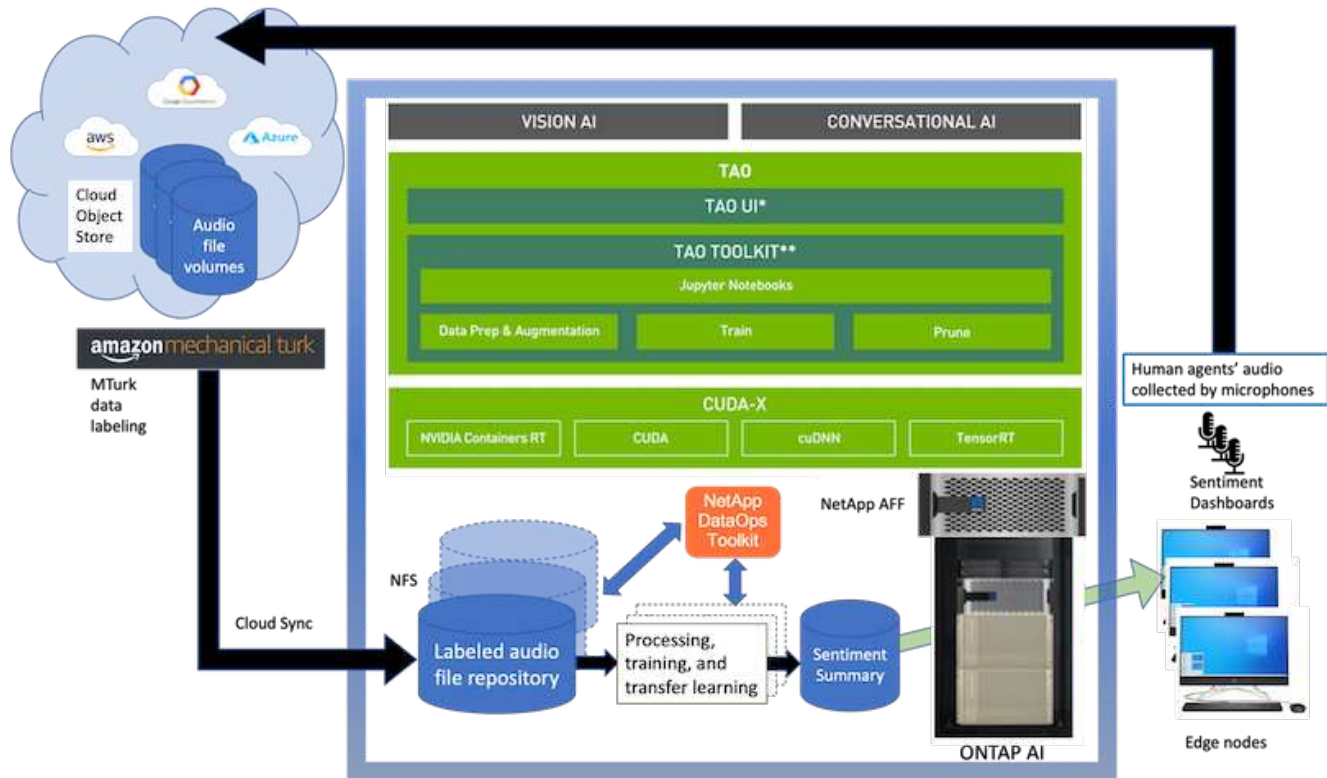 Google Cloud Platform
aws
Azure
Cloud
Object
Store
Audio
file
volumes
amazon mechanical turk
MTurk
data
labeling
Cloud Sync
VISION AI
CONVERSATIONAL AI
TAO
TAO UI*
TAO TOOLKIT**
Jupyter Notebooks
Data Prep & Augmentation
Train
Prune
CUDA-X
NVIDIA Containers RT
CUDA
cuDNN
TensorRT
NetApp
DataOps
Toolkit
NetApp AFF
NFS
Labeled audio
file repository
Processing,
training, and
transfer learning
Sentiment
Summary
ONTAP AI
Human agents' audio
collected by microphones
Sentiment
Dashboards
Edge nodes